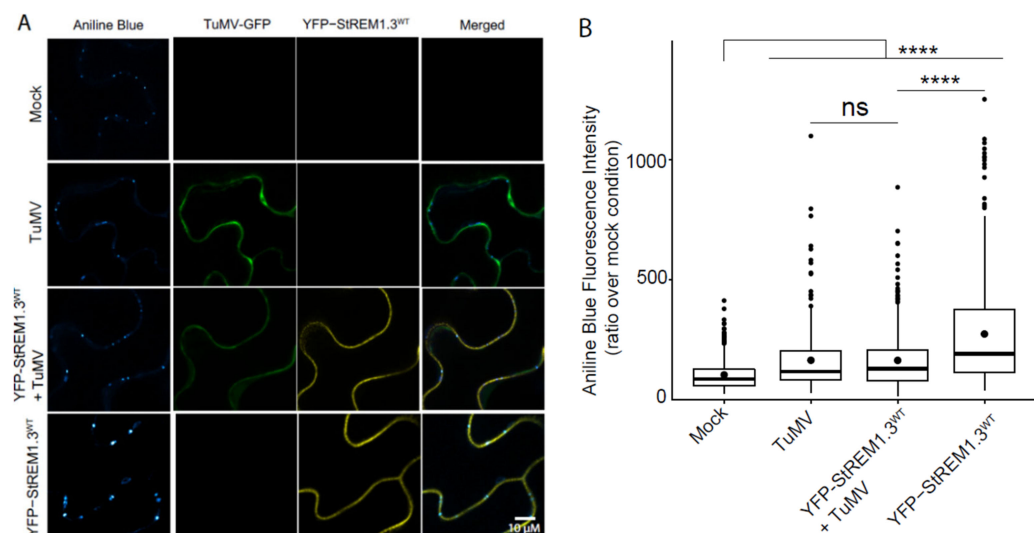 A
Aniline Blue TuMV-GFP YFP−StREM1.3ᵂᵀ Merged
Mock
TuMV
YFP-StREM1.3ᵂᵀ
+ TuMV
YFP−StREM1.3ᵂᵀ
10 µM
B
Aniline Blue Fluorescence Intensity
(ratio over mock conditon)
1000
500
0
****
****
ns
Mock
TuMV
YFP-StREM1.3ᵂᵀ
+ TuMV
YFP−StREM1.3ᵂᵀ